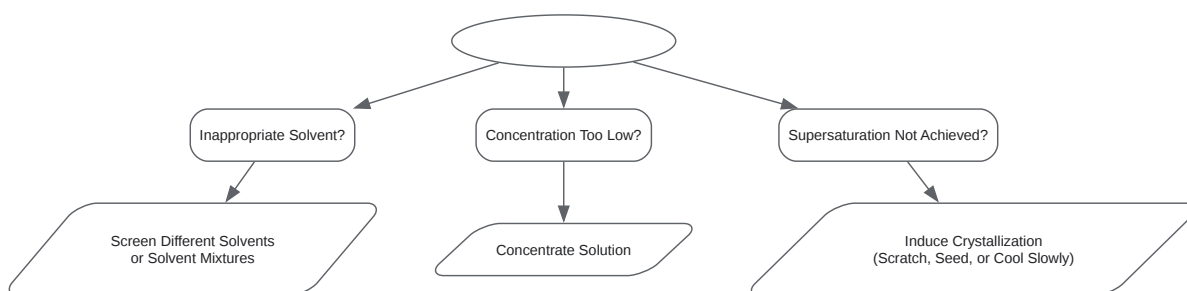 Inappropriate Solvent?
Concentration Too Low?
Supersaturation Not Achieved?
Screen Different Solvents
or Solvent Mixtures
Concentrate Solution
Induce Crystallization
(Scratch, Seed, or Cool Slowly)